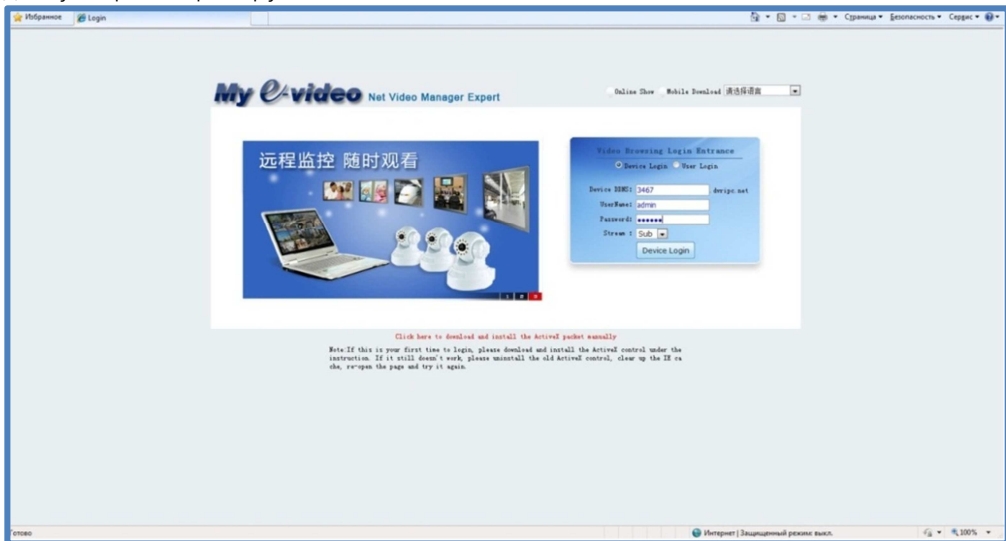 Избранное Login Страница Безопасность Сервис
My e-video Net Video Manager Expert
Online Show Mobile Download 请选择语言
远程监控 随时观看
Video Browsing Login Entrance
Device Login User Login
Device DDNS: 3467 .dvripc.net
UserName: admin
Password: ●●●●●●
Stream : Sub
Device Login
Click here to download and install the ActiveX packet manually
Note:If this is your first time to login, please download and install the ActiveX control under the
instruction. If it still doesn't work, please uninstall the old ActiveX control, clear up the IE ca
che, re-open the page and try it again.
Готово Интернет | Защищенный режим: выкл. 100%